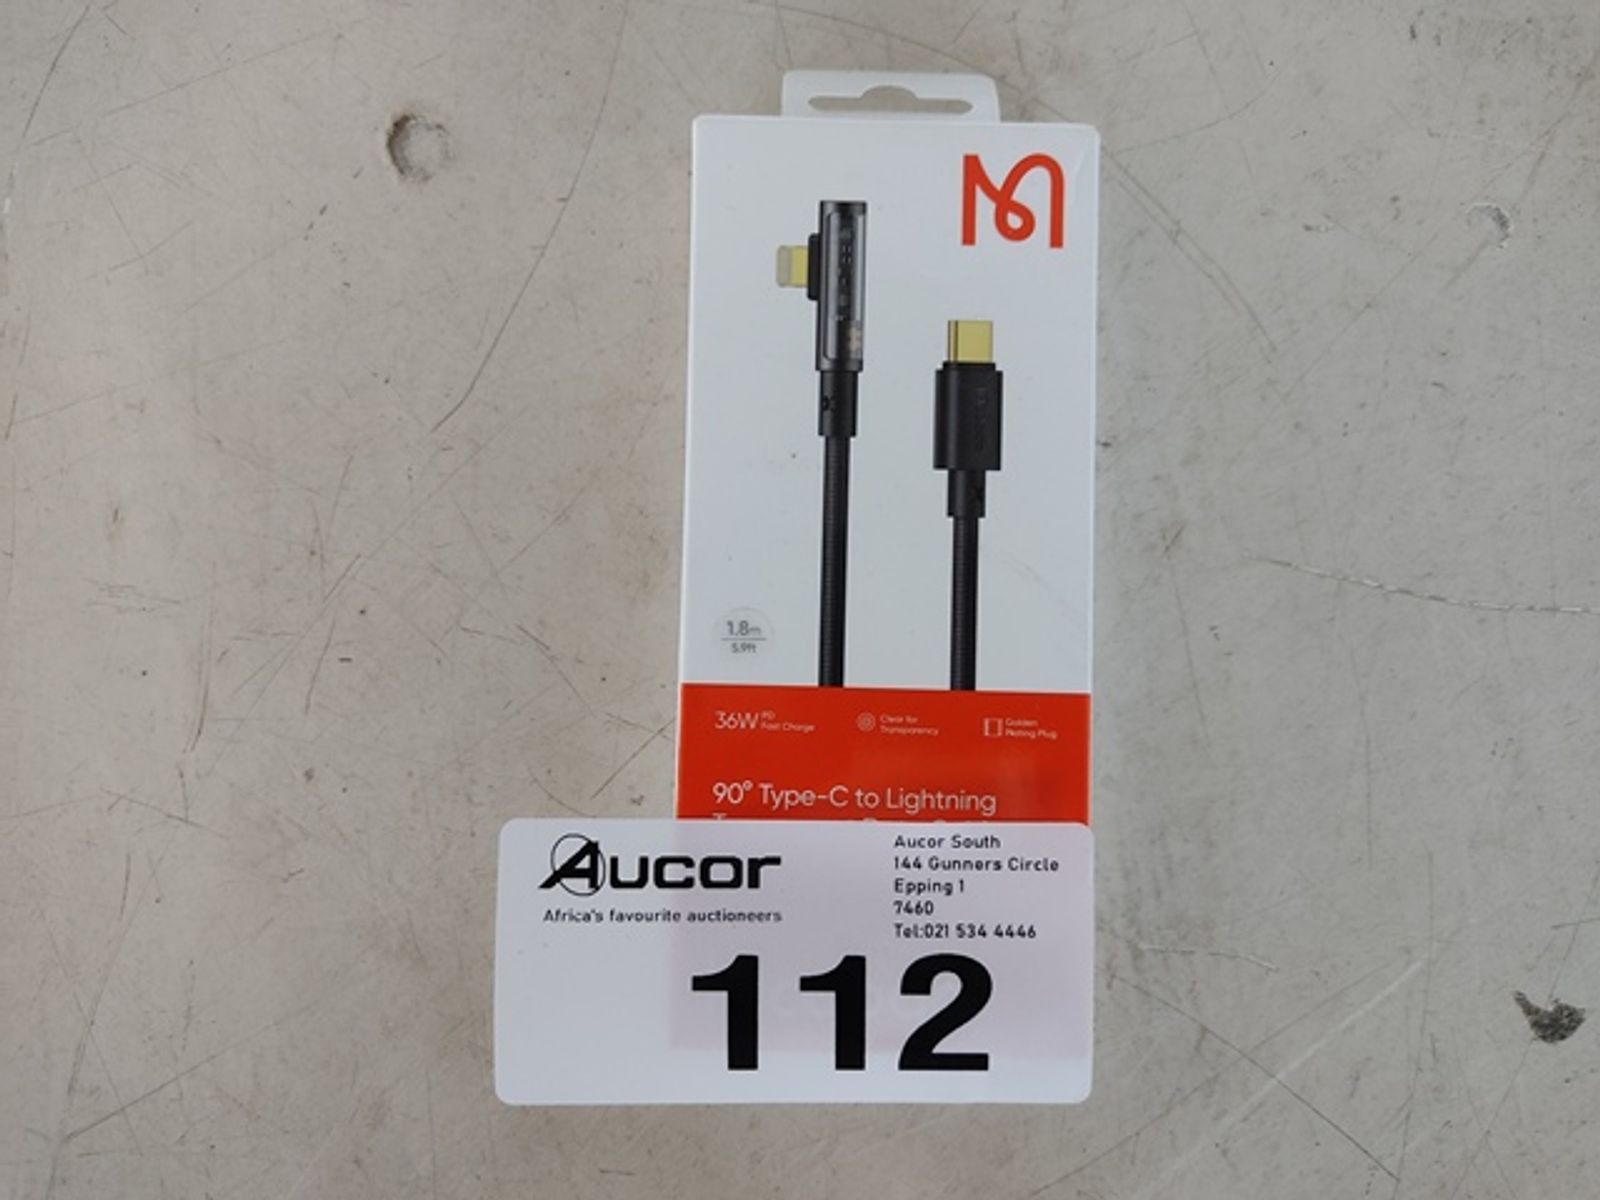 1.8m
5.9ft
36W PD
Fast Charge
Clear for
Transparency
Golden
Plug
90° Type-C to Lightning
Aucor
Africa's favourite auctioneers
Aucor South
144 Gunners Circle
Epping 1
7460
Tel:021 534 4446
112